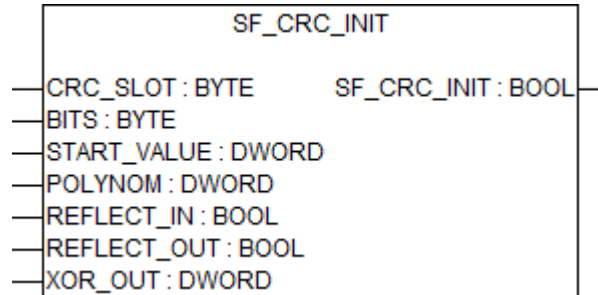 SF_CRC_INIT
CRC_SLOT : BYTE SF_CRC_INIT : BOOL
BITS : BYTE
START_VALUE : DWORD
POLYNOM : DWORD
REFLECT_IN : BOOL
REFLECT_OUT : BOOL
XOR_OUT : DWORD